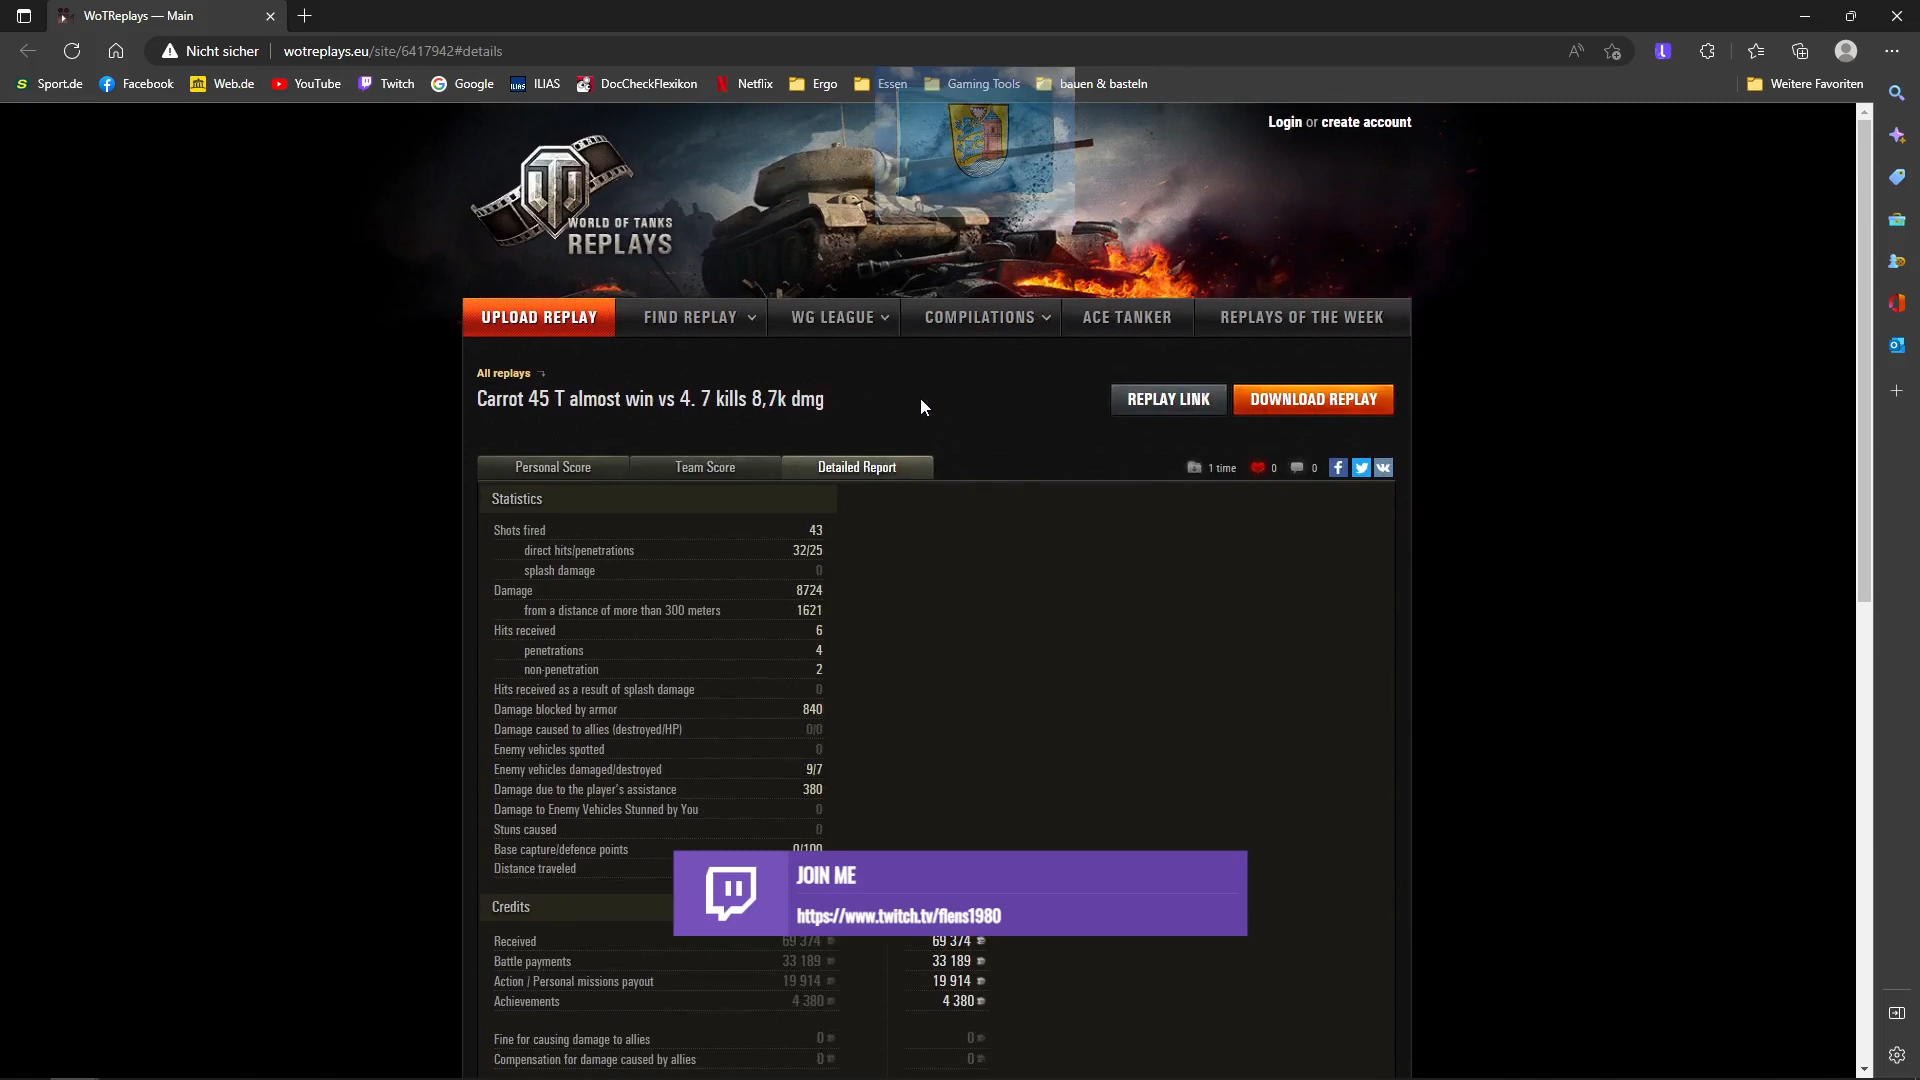 WoTReplays — Main
Nicht sicher
wotreplays.eu/site/6417942#details
Sport.de
Facebook
Web.de
YouTube
Twitch
Google
ILIAS
DocCheckFlexikon
Netflix
Ergo
Essen
Gaming Tools
bauen & basteln
Weitere Favoriten
Login or create account
WORLD OF TANKS
REPLAYS
UPLOAD REPLAY
FIND REPLAY
WG LEAGUE
COMPILATIONS
ACE TANKER
REPLAYS OF THE WEEK
All replays
Carrot 45 T almost win vs 4. 7 kills 8,7k dmg
REPLAY LINK
DOWNLOAD REPLAY
Personal Score
Team Score
Detailed Report
1 time
0
0
Statistics
Shots fired 43
direct hits/penetrations 32/25
splash damage 0
Damage 8724
from a distance of more than 300 meters 1621
Hits received 6
penetrations 4
non-penetration 2
Hits received as a result of splash damage 0
Damage blocked by armor 840
Damage caused to allies (destroyed/HP) 0/0
Enemy vehicles spotted 0
Enemy vehicles damaged/destroyed 9/7
Damage due to the player's assistance 380
Damage to Enemy Vehicles Stunned by You 0
Stuns caused 0
Base capture/defence points 0/100
Distance traveled
JOIN ME
https://www.twitch.tv/flens1980
Credits
Received 69 374 69 374
Battle payments 33 189 33 189
Action / Personal missions payout 19 914 19 914
Achievements 4 380 4 380
Fine for causing damage to allies 0 0
Compensation for damage caused by allies 0 0